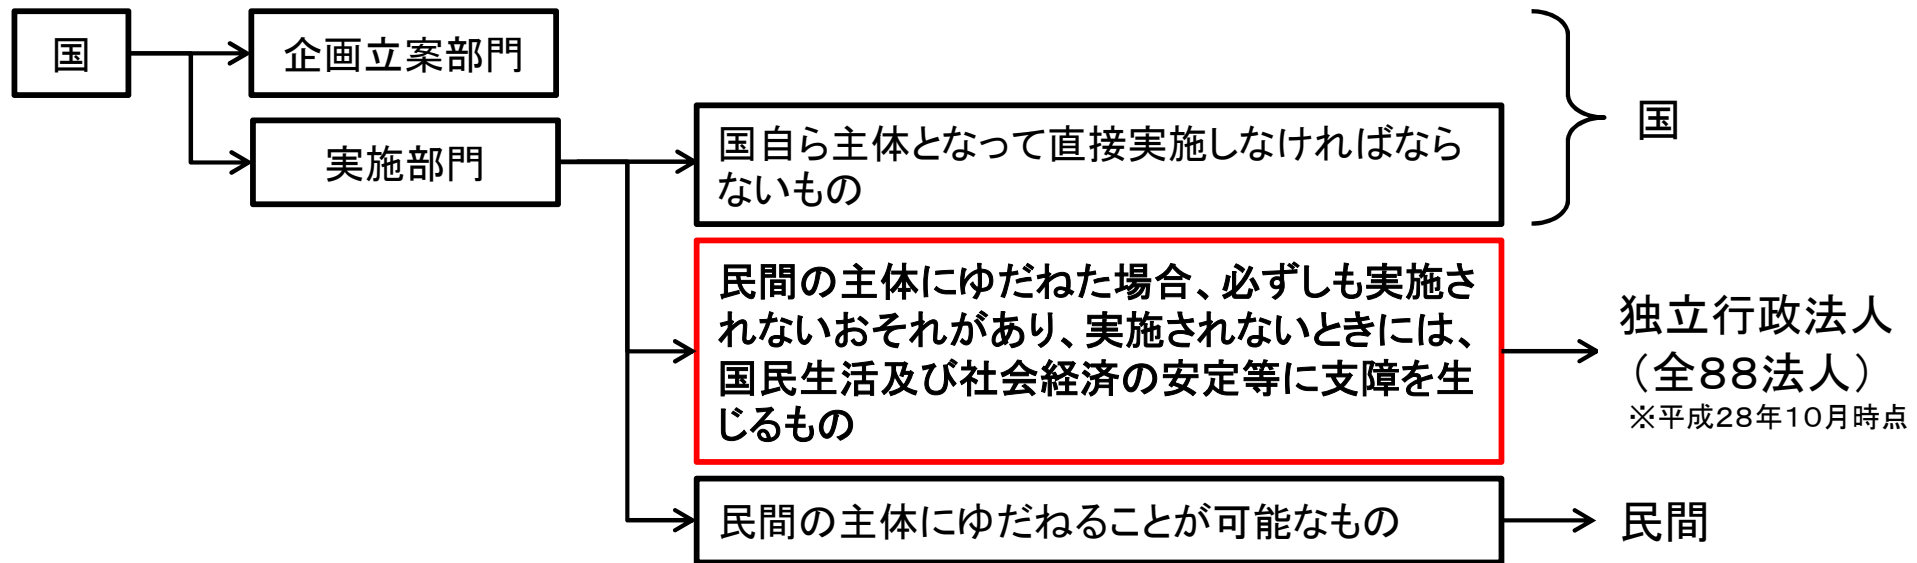 国
企画立案部門
実施部門
国自ら主体となって直接実施しなければなら
ないもの
国
民間の主体にゆだねた場合、必ずしも実施さ
れないおそれがあり、実施されないときには、
国民生活及び社会経済の安定等に支障を生
じるもの
独立行政法人
（全８８法人）
※平成２８年１０月時点
民間の主体にゆだねることが可能なもの
民間